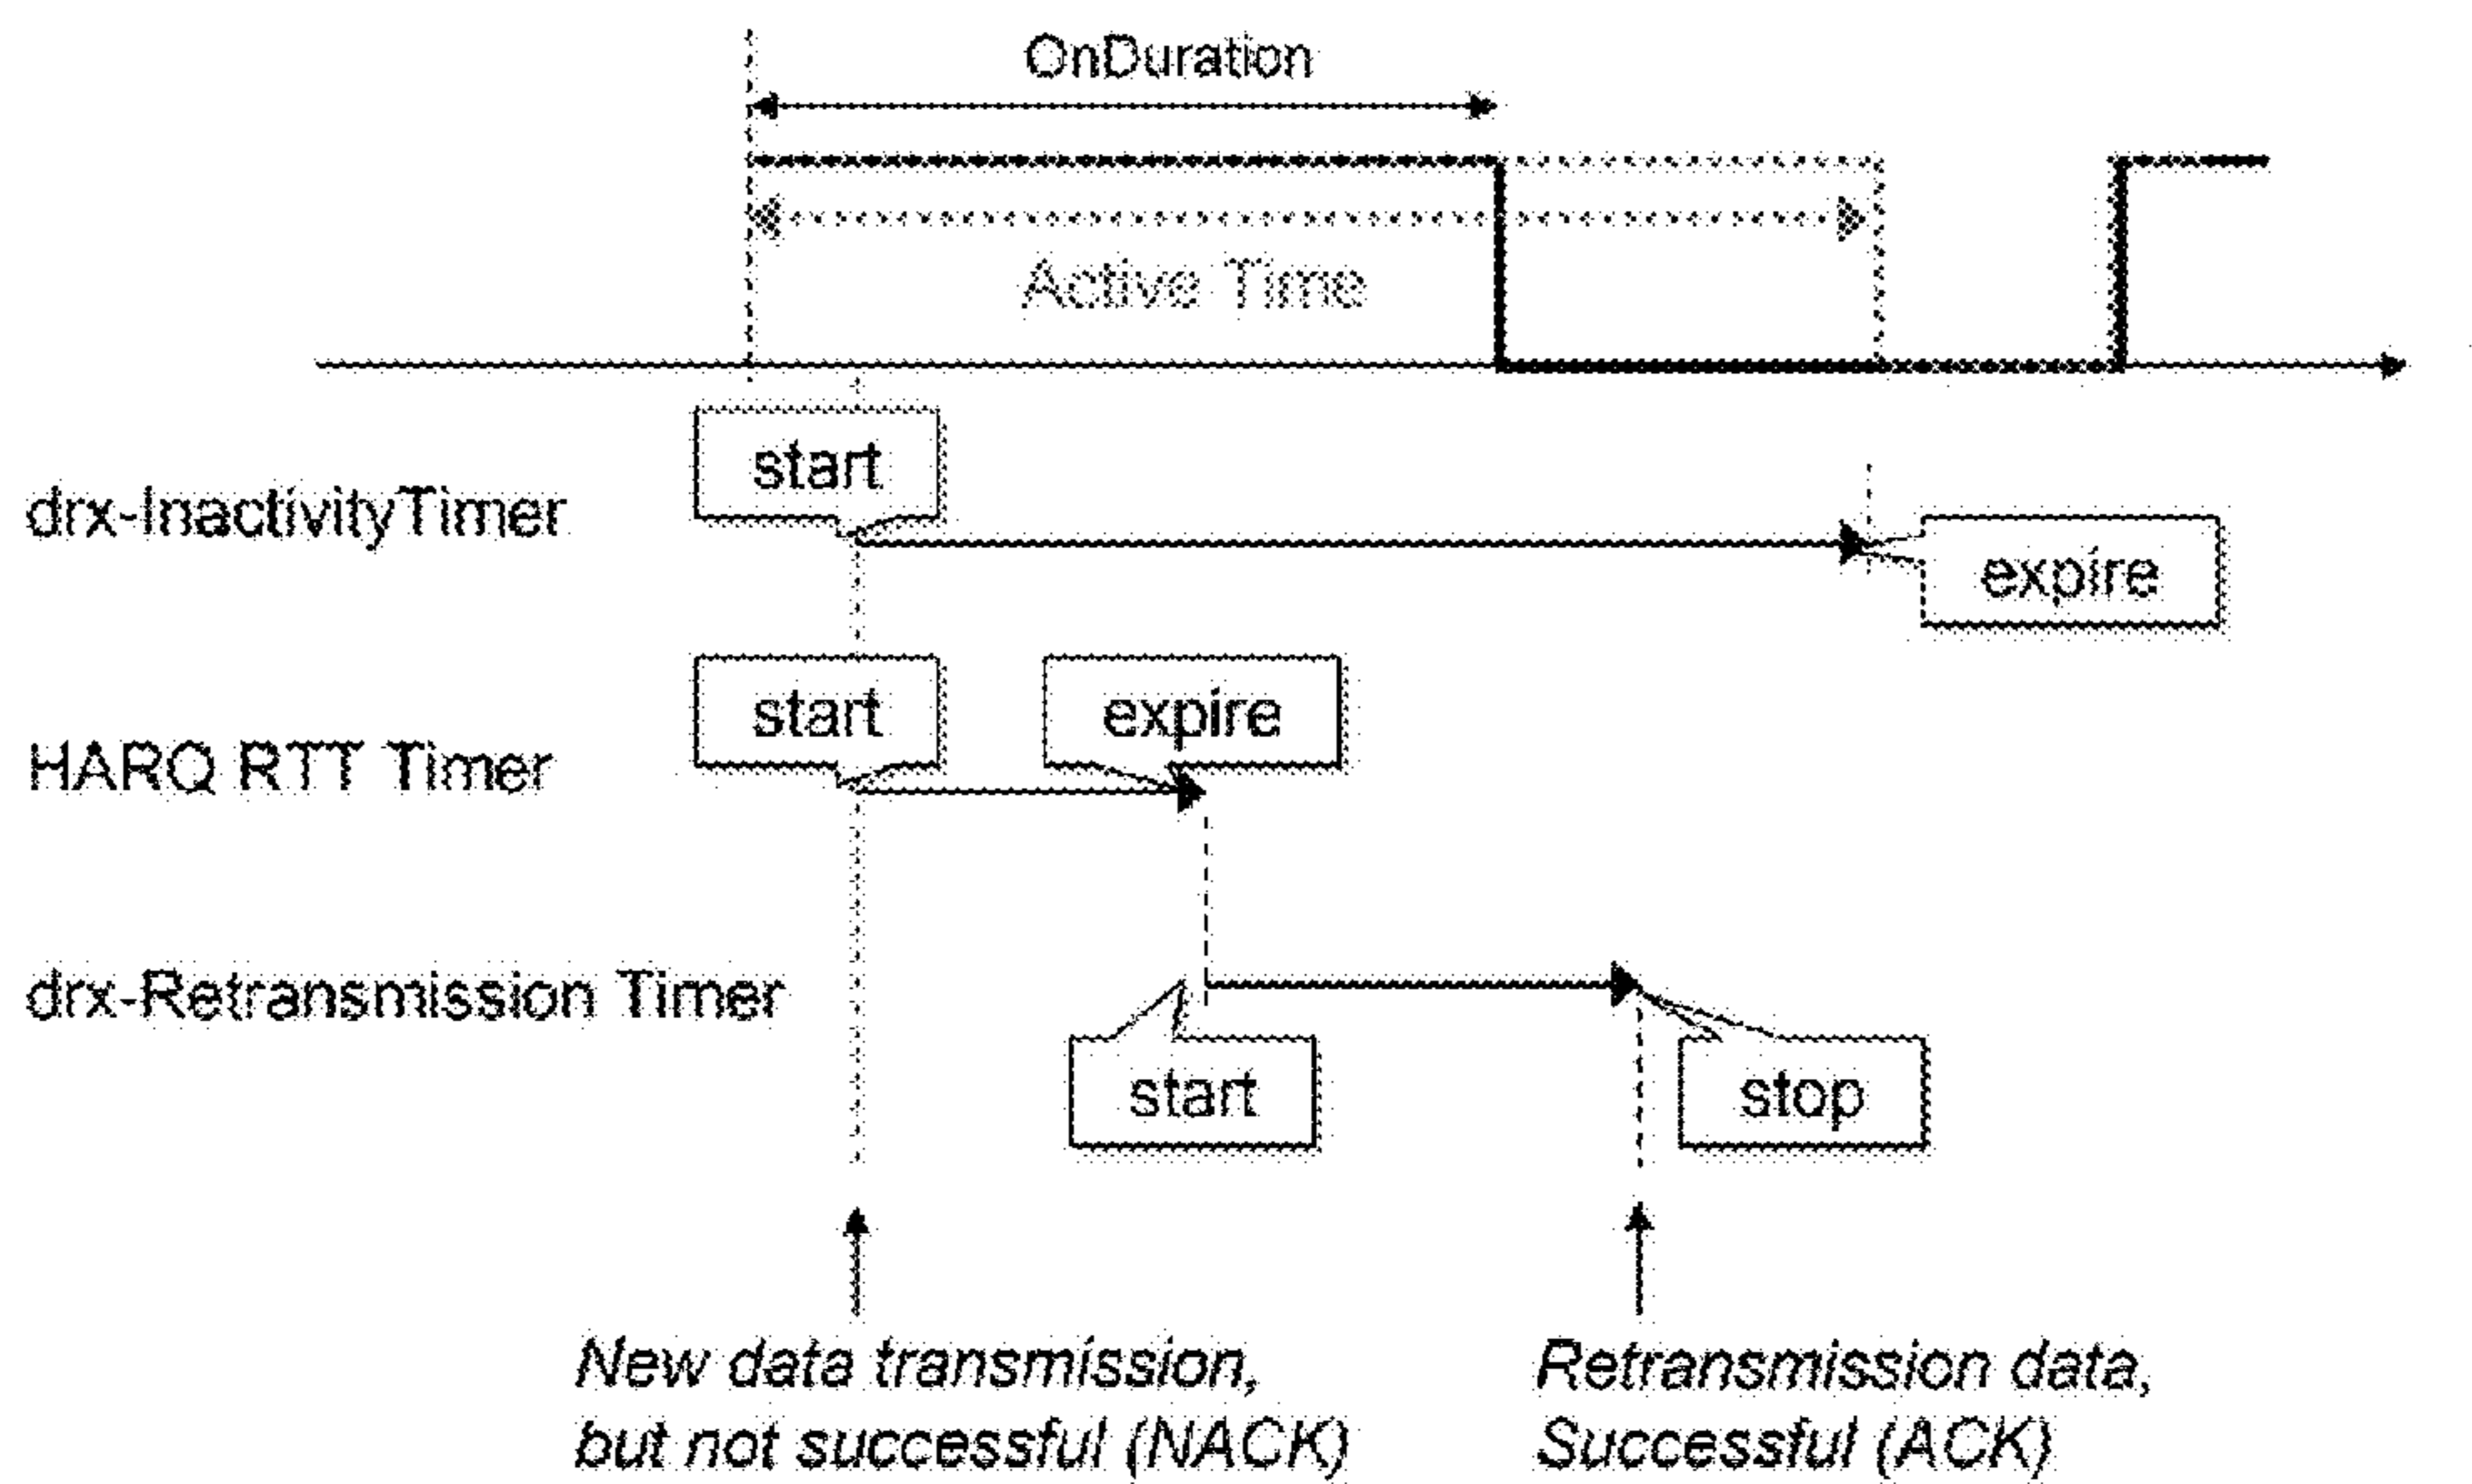 OnDuration
Active Time
start
drx-InactivityTimer
expire
start
expire
HARQ RTT Timer
drx-Retransmission Timer
start
stop
New data transmission,
but not successful (NACK)
Retransmission data,
Successful (ACK)